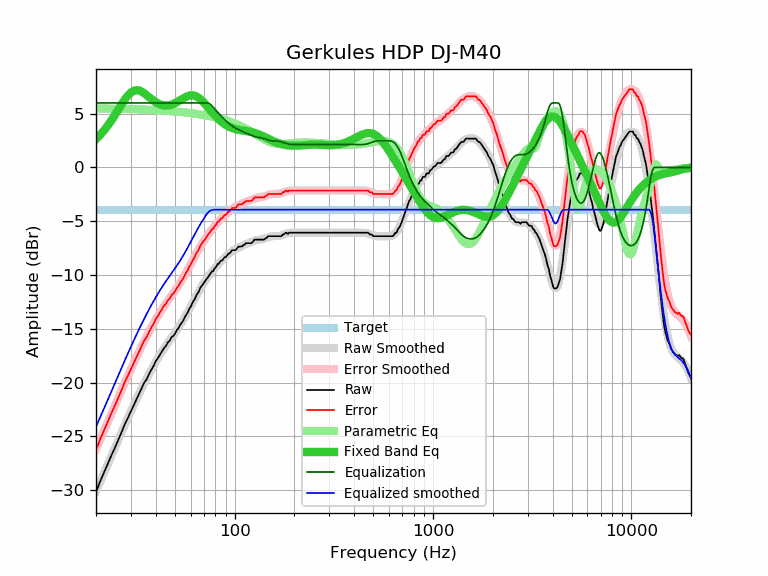 Gerkules HDP DJ-M40
Amplitude (dBr)
5
0
−5
−10
−15
−20
−25
−30
Target
Raw Smoothed
Error Smoothed
Raw
Error
Parametric Eq
Fixed Band Eq
Equalization
Equalized smoothed
100
1000
10000
Frequency (Hz)